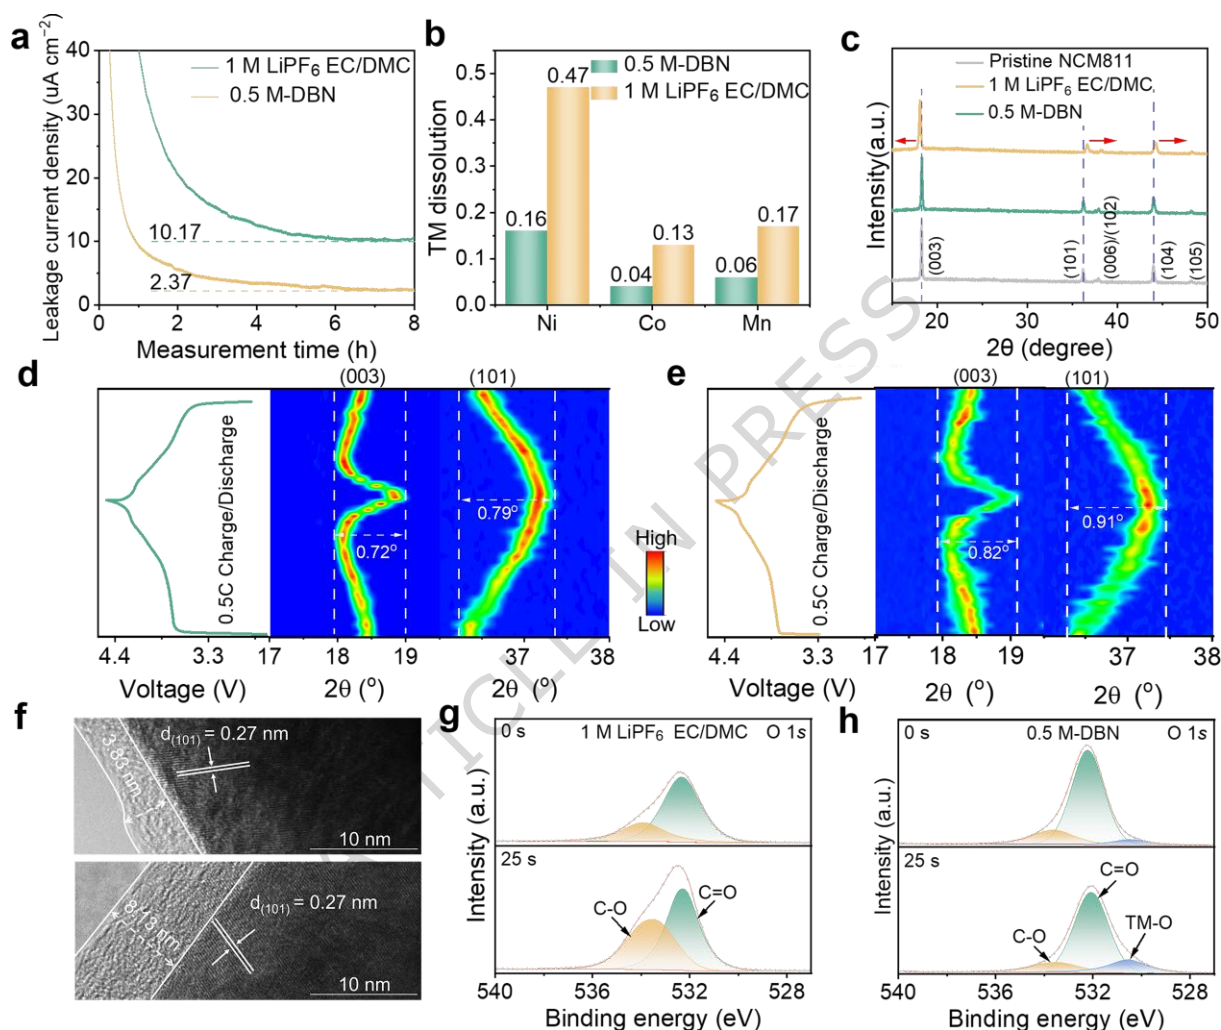 a
Leakage current density (uA cm⁻²)
40
30
20
10
0
1 M LiPF₆ EC/DMC
0.5 M-DBN
10.17
2.37
0 2 4 6 8
Measurement time (h)
b
TM dissolution
0.5
0.4
0.3
0.2
0.1
0.0
0.5 M-DBN
1 M LiPF₆ EC/DMC
0.16
0.47
0.04
0.13
0.06
0.17
Ni Co Mn
c
Intensity(a.u.)
Pristine NCM811
1 M LiPF₆ EC/DMC
0.5 M-DBN
(003)
(101)
(006)/(102)
(104)
(105)
20 30 40 50
2θ (degree)
d
(003)
(101)
0.5C Charge/Discharge
0.72°
0.79°
4.4 3.3 17 18 19 37 38
Voltage (V)
2θ (°)
2θ (°)
High
Low
e
(003)
(101)
0.5C Charge/Discharge
0.82°
0.91°
4.4 3.3 17 18 19 37 38
Voltage (V)
2θ (°)
2θ (°)
f
d(101) = 0.27 nm
3.83 nm
10 nm
d(101) = 0.27 nm
8.13 nm
10 nm
g
Intensity (a.u.)
0 s
1 M LiPF₆ EC/DMC
O 1s
25 s
C-O
C=O
540 536 532 528
Binding energy (eV)
h
Intensity (a.u.)
0 s
0.5 M-DBN
O 1s
25 s
C=O
C-O
TM-O
540 536 532 528
Binding energy (eV)
ARTICLE IN PRESS